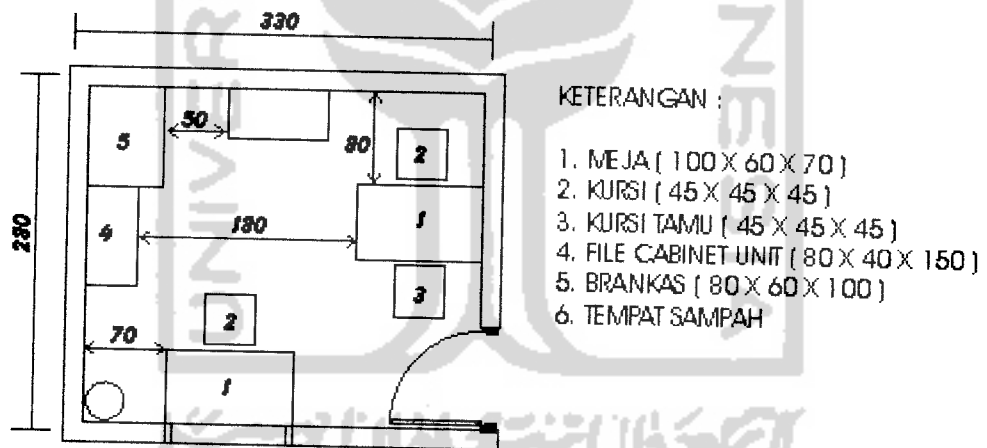 330
280
5
50
80
2
4
180
1
3
2
70
1
KETERANGAN :
1. MEJA ( 100 X 60 X 70 )
2. KURSI ( 45 X 45 X 45 )
3. KURSI TAMU ( 45 X 45 X 45 )
4. FILE CABINET UNIT ( 80 X 40 X 150 )
5. BRANKAS ( 80 X 60 X 100 )
6. TEMPAT SAMPAH
UNIVER
NES
A